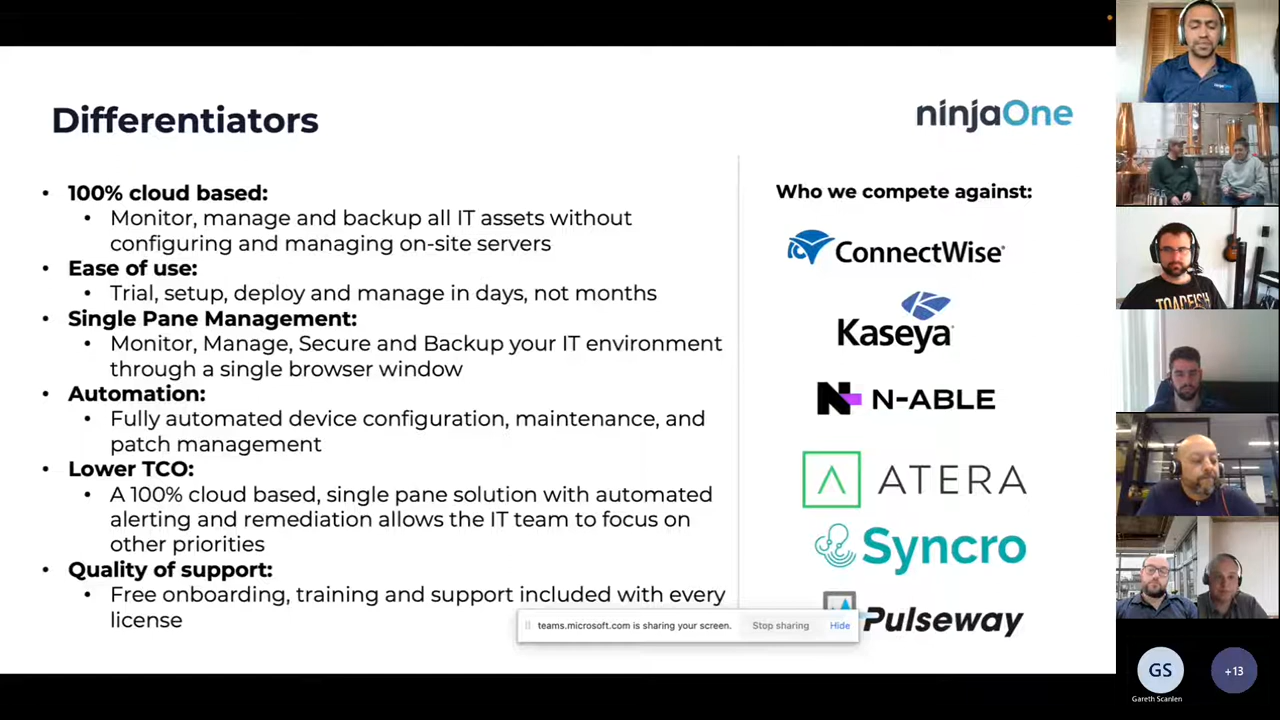 Differentiators
ninjaOne
• 100% cloud based:
• Monitor, manage and backup all IT assets without
configuring and managing on-site servers
• Ease of use:
• Trial, setup, deploy and manage in days, not months
• Single Pane Management:
• Monitor, Manage, Secure and Backup your IT environment
through a single browser window
• Automation:
• Fully automated device configuration, maintenance, and
patch management
• Lower TCO:
• A 100% cloud based, single pane solution with automated
alerting and remediation allows the IT team to focus on
other priorities
• Quality of support:
• Free onboarding, training and support included with every
license
Who we compete against:
ConnectWise
Kaseya
N-ABLE
ATERA
Syncro
Pulseway
teams.microsoft.com is sharing your screen.
Stop sharing
Hide
TOADFISH
GS
Gareth Scanlen
+13